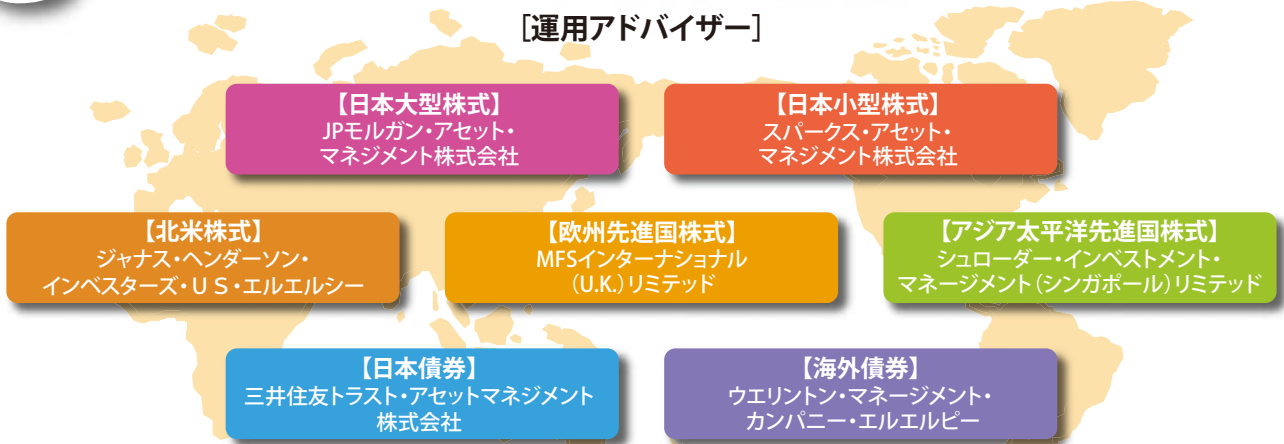 [運用アドバイザー]
【日本大型株式】
JPモルガン・アセット・
マネジメント株式会社
【日本小型株式】
スパークス・アセット・
マネジメント株式会社
【北米株式】
ジャナス・ヘンダーソン・
インベスターズ・ＵＳ・エルエルシー
【欧州先進国株式】
MFSインターナショナル
（U.K.）リミテッド
【アジア太平洋先進国株式】
シュローダー・インベストメント・
マネージメント（シンガポール）リミテッド
【日本債券】
三井住友トラスト・アセットマネジメント
株式会社
【海外債券】
ウエリントン・マネージメント・
カンパニー・エルエルピー